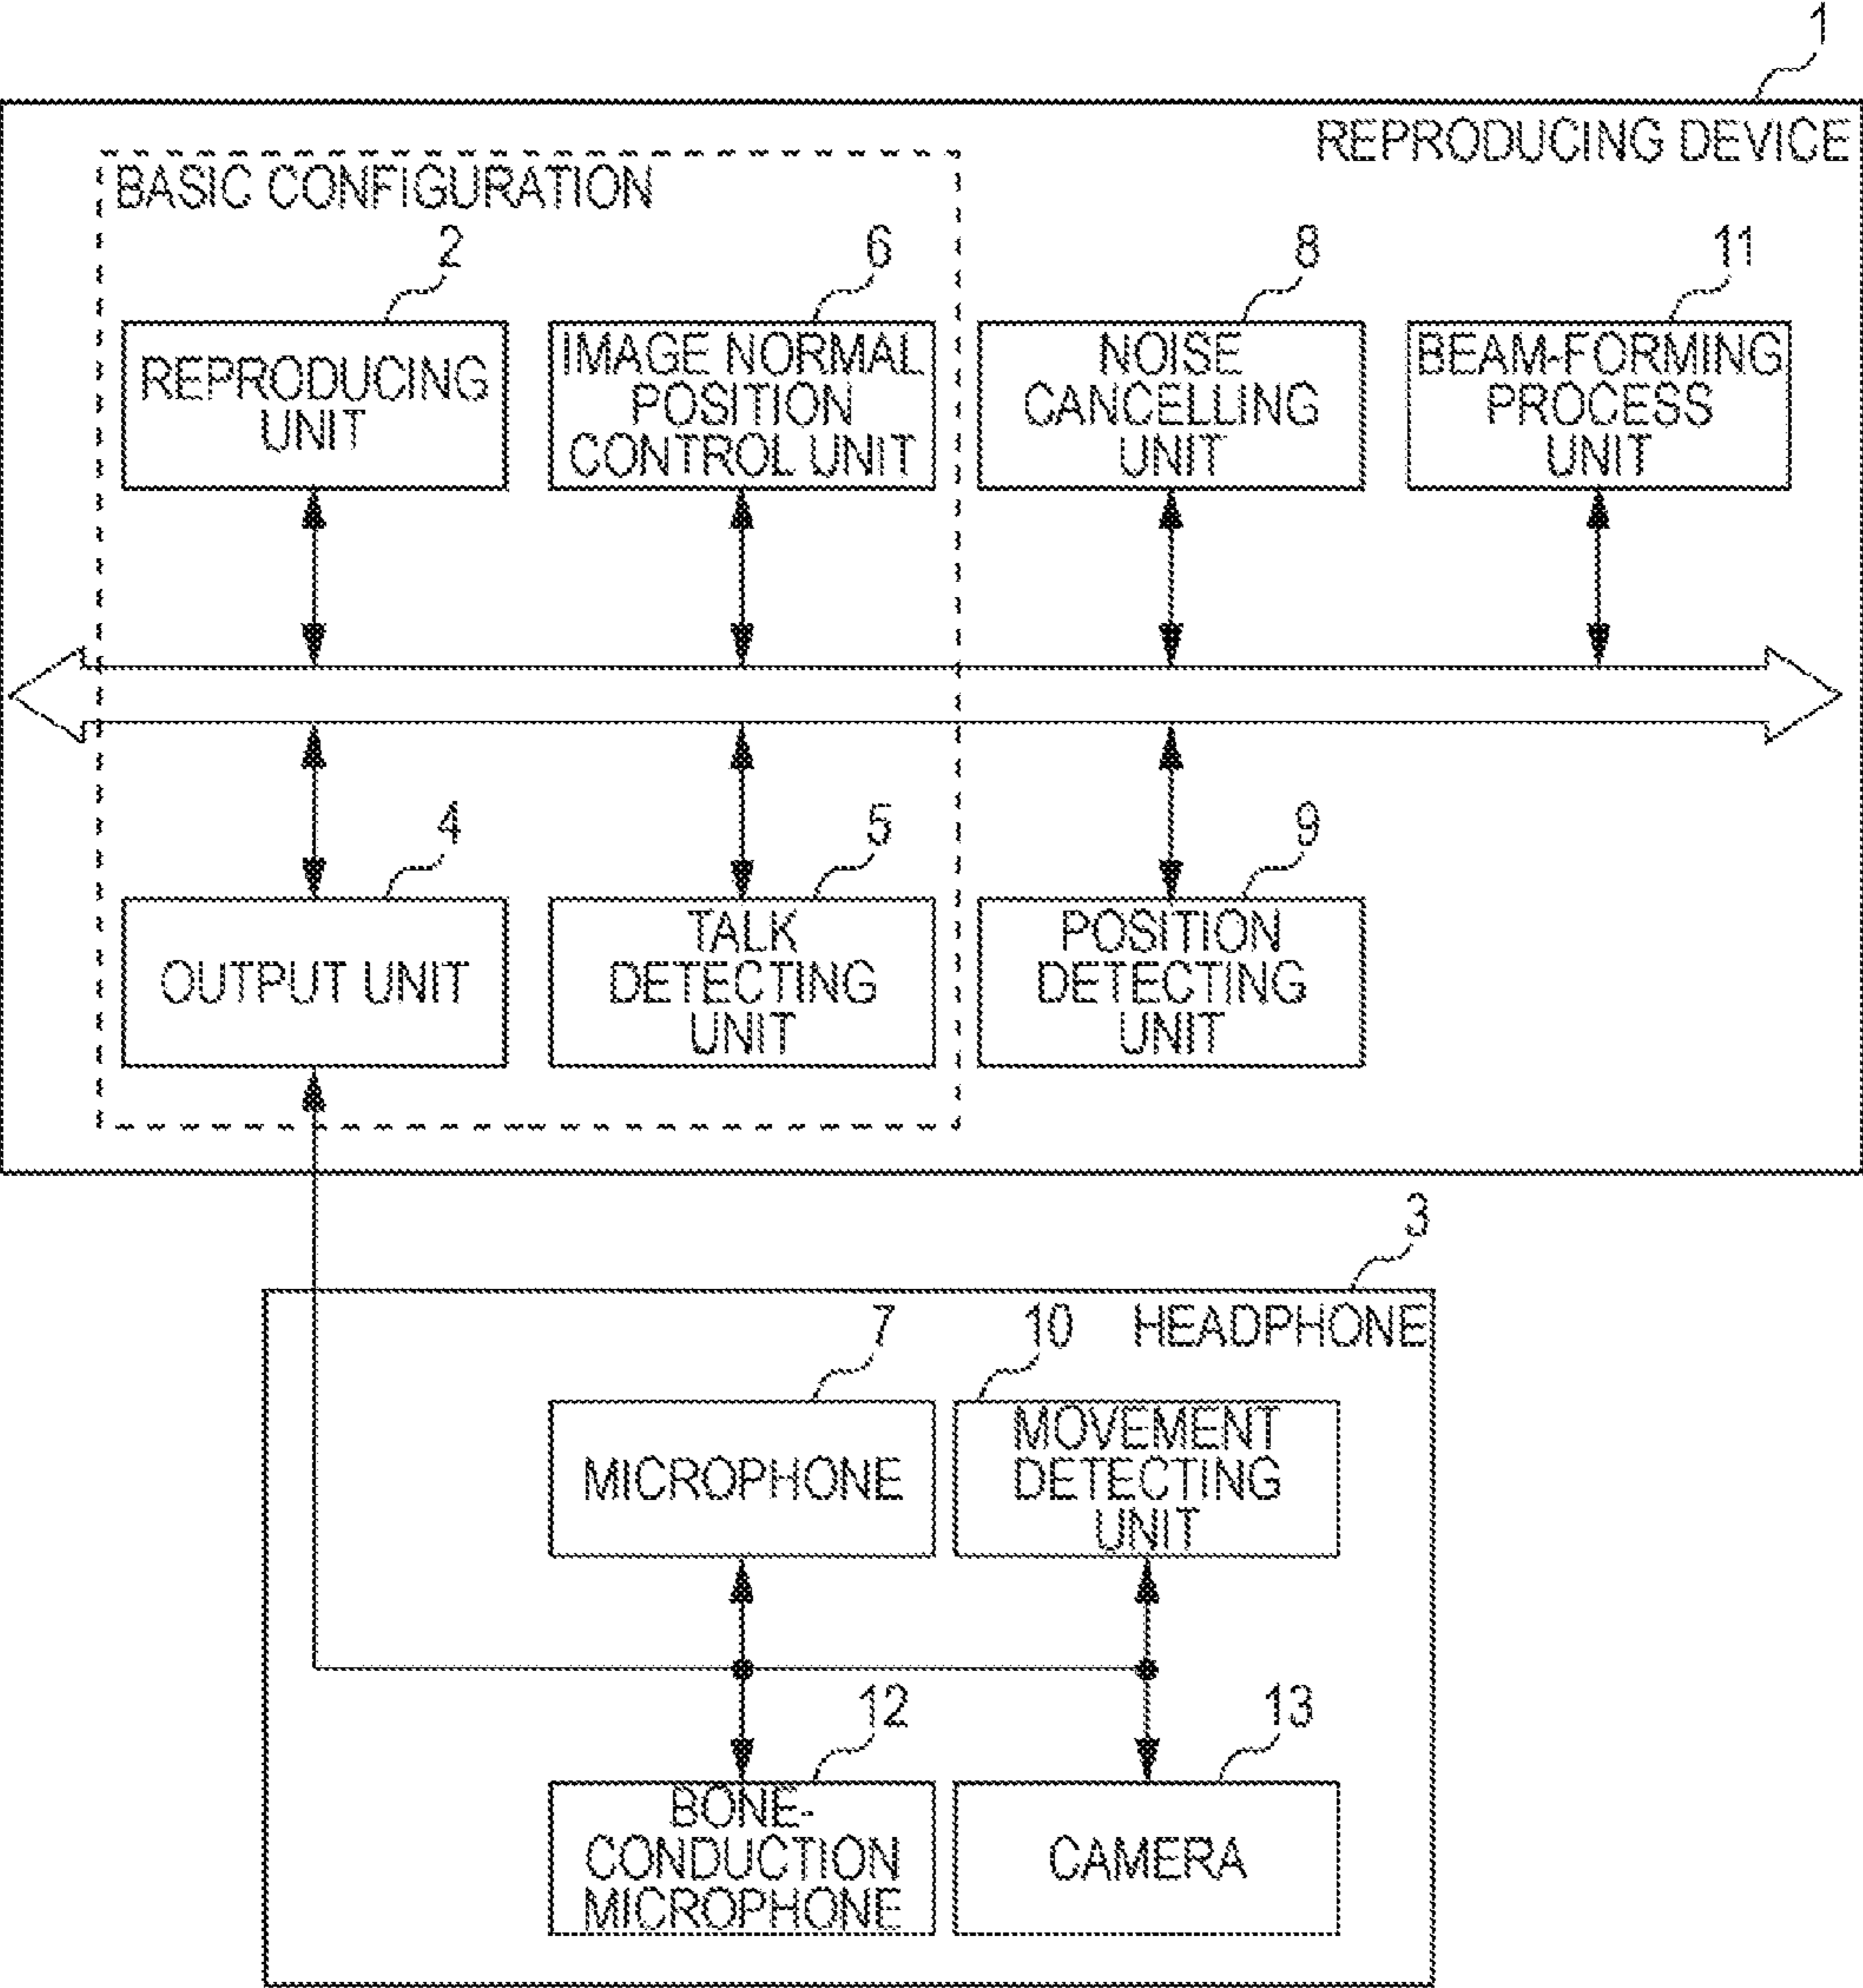 1
REPRODUCING DEVICE
BASIC CONFIGURATION
2
6
8
11
REPRODUCING
UNIT
IMAGE NORMAL
POSITION
CONTROL UNIT
NOISE
CANCELLING
UNIT
BEAM-FORMING
PROCESS
UNIT
4
5
9
OUTPUT UNIT
TALK
DETECTING
UNIT
POSITION
DETECTING
UNIT
3
HEADPHONE
7
10
MICROPHONE
MOVEMENT
DETECTING
UNIT
12
13
BONE-
CONDUCTION
MICROPHONE
CAMERA